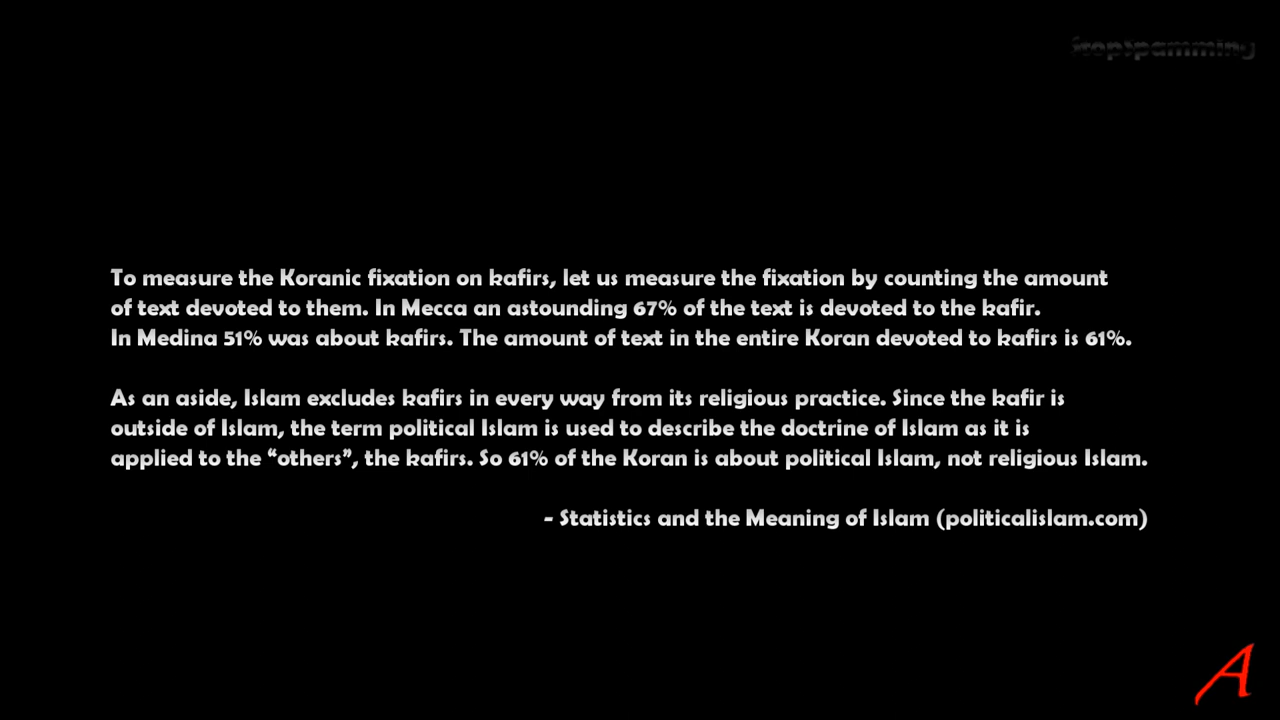 StopSpamming
To measure the Koranic fixation on kafirs, let us measure the fixation by counting the amount
of text devoted to them. In Mecca an astounding 67% of the text is devoted to the kafir.
In Medina 51% was about kafirs. The amount of text in the entire Koran devoted to kafirs is 61%.
As an aside, Islam excludes kafirs in every way from its religious practice. Since the kafir is
outside of Islam, the term political Islam is used to describe the doctrine of Islam as it is
applied to the “others”, the kafirs. So 61% of the Koran is about political Islam, not religious Islam.
- Statistics and the Meaning of Islam (politicalislam.com)
A